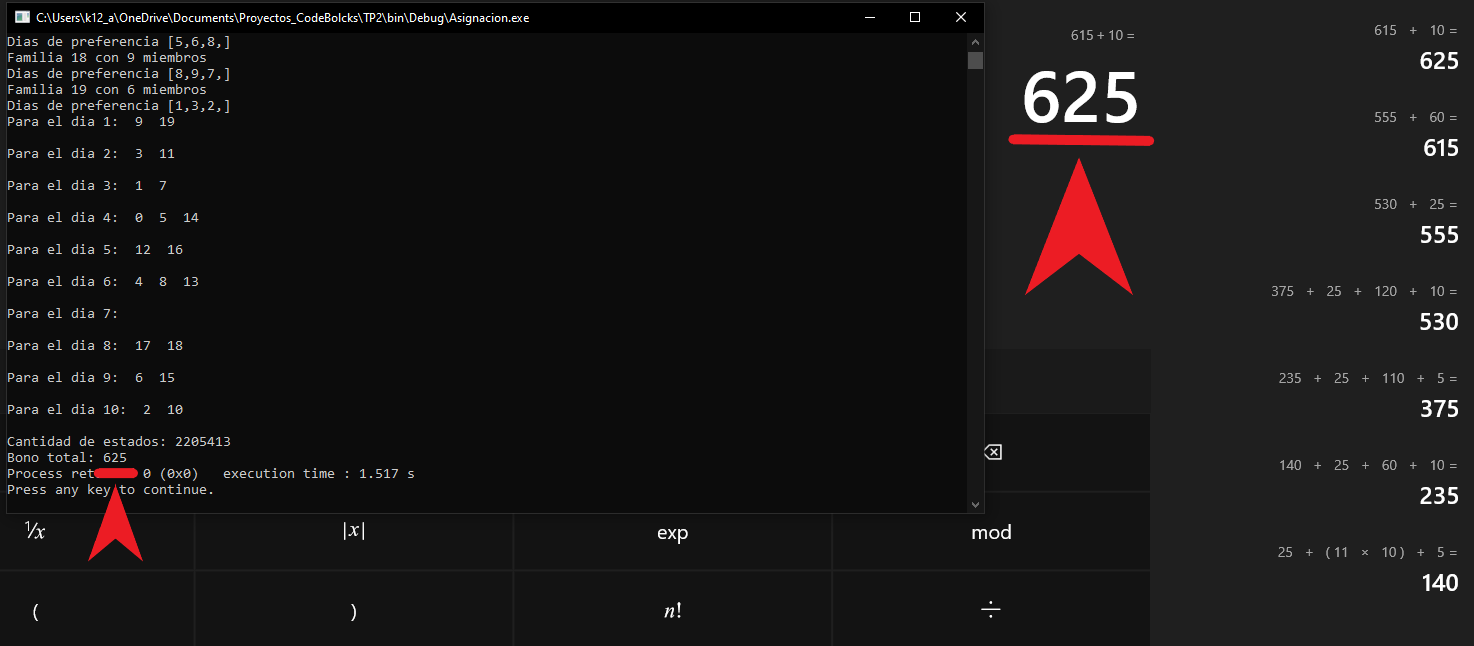 C:\Users\k12_a\OneDrive\Documents\Proyectos_CodeBolcks\TP2\bin\Debug\Asignacion.exe
Dias de preferencia [5,6,8,]
Familia 18 con 9 miembros
Dias de preferencia [8,9,7,]
Familia 19 con 6 miembros
Dias de preferencia [1,3,2,]
Para el dia 1:  9  19
Para el dia 2:  3  11
Para el dia 3:  1  7
Para el dia 4:  0  5  14
Para el dia 5:  12  16
Para el dia 6:  4  8  13
Para el dia 7:
Para el dia 8:  17  18
Para el dia 9:  6  15
Para el dia 10:  2  10
Cantidad de estados: 2205413
Bono total: 625
Process ret 0 (0x0)   execution time : 1.517 s
Press any key to continue.
615 + 10 =
625
615 + 10 =
625
555 + 60 =
615
530 + 25 =
555
375 + 25 + 120 + 10 =
530
235 + 25 + 110 + 5 =
375
140 + 25 + 60 + 10 =
235
25 + (11 × 10) + 5 =
140
⅟x
|x|
exp
mod
(
)
n!
÷